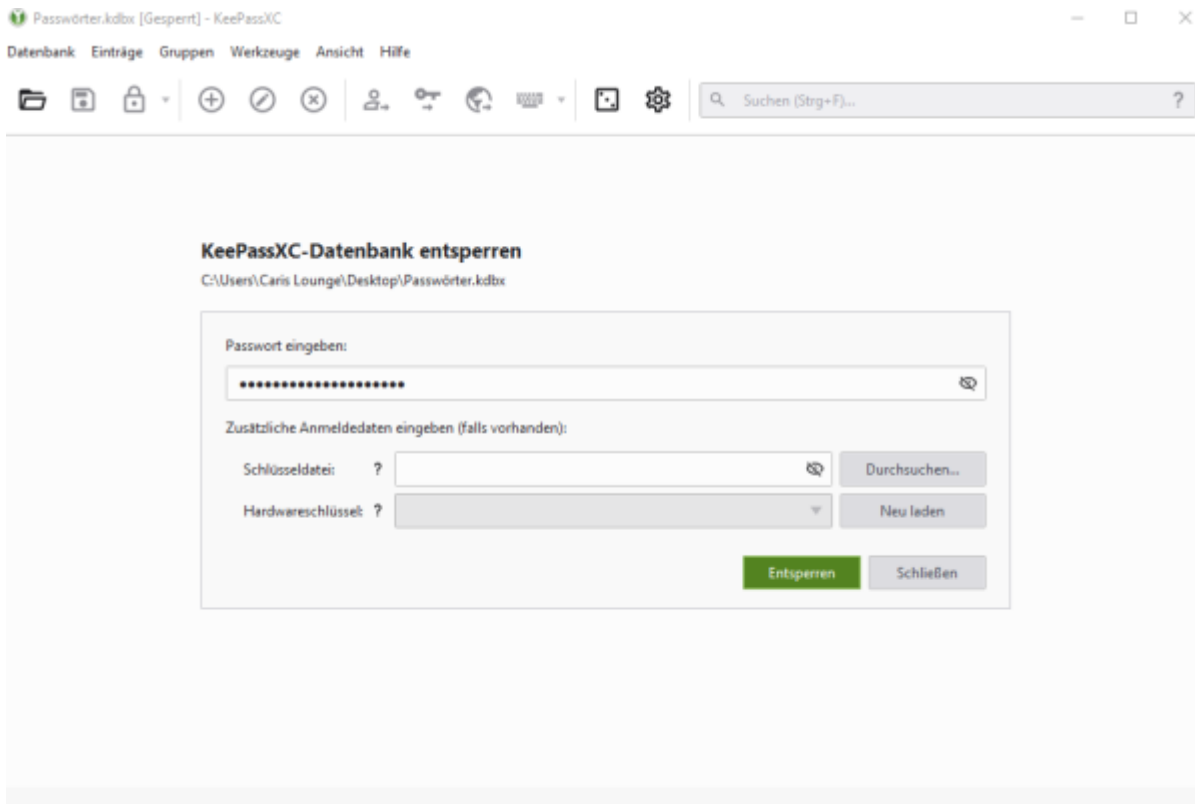 Passwörter.kdbx [Gesperrt] - KeePassXC
Datenbank Einträge Gruppen Werkzeuge Ansicht Hilfe
Suchen (Strg+F)... ?
KeePassXC-Datenbank entsperren
C:\Users\Caris Lounge\Desktop\Passwörter.kdbx
Passwort eingeben:
••••••••••••••••••••
Zusätzliche Anmeldedaten eingeben (falls vorhanden):
Schlüsseldatei: ? Durchsuchen...
Hardwareschlüssel: ? Neu laden
Entsperren Schließen